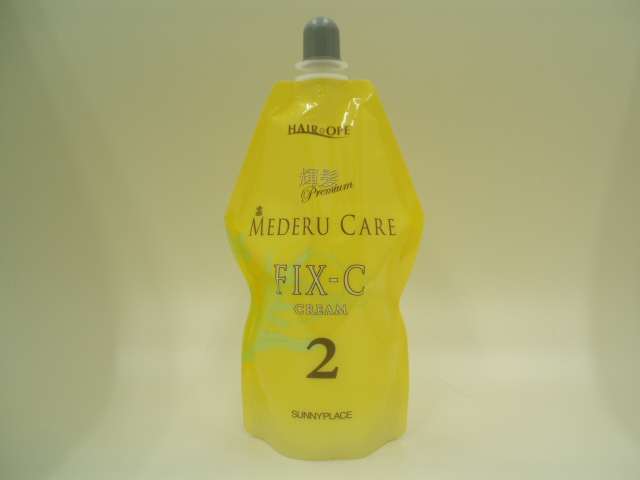 HAIR OPE
輝髪
Premium
MEDERU CARE
FIX-C
CREAM
2
SUNNYPLACE